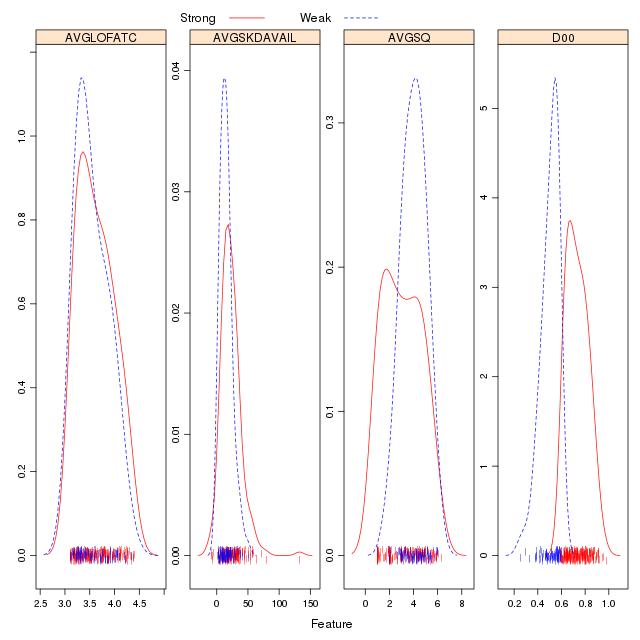 Strong Weak
AVGLOFATC AVGSKDAVAIL AVGSQ D00
0.0 0.2 0.4 0.6 0.8 1.0
0.00 0.01 0.02 0.03 0.04
0.0 0.1 0.2 0.3
0 1 2 3 4 5
2.5 3.0 3.5 4.0 4.5 0 50 100 150 0 2 4 6 8 0.2 0.4 0.6 0.8 1.0
Feature